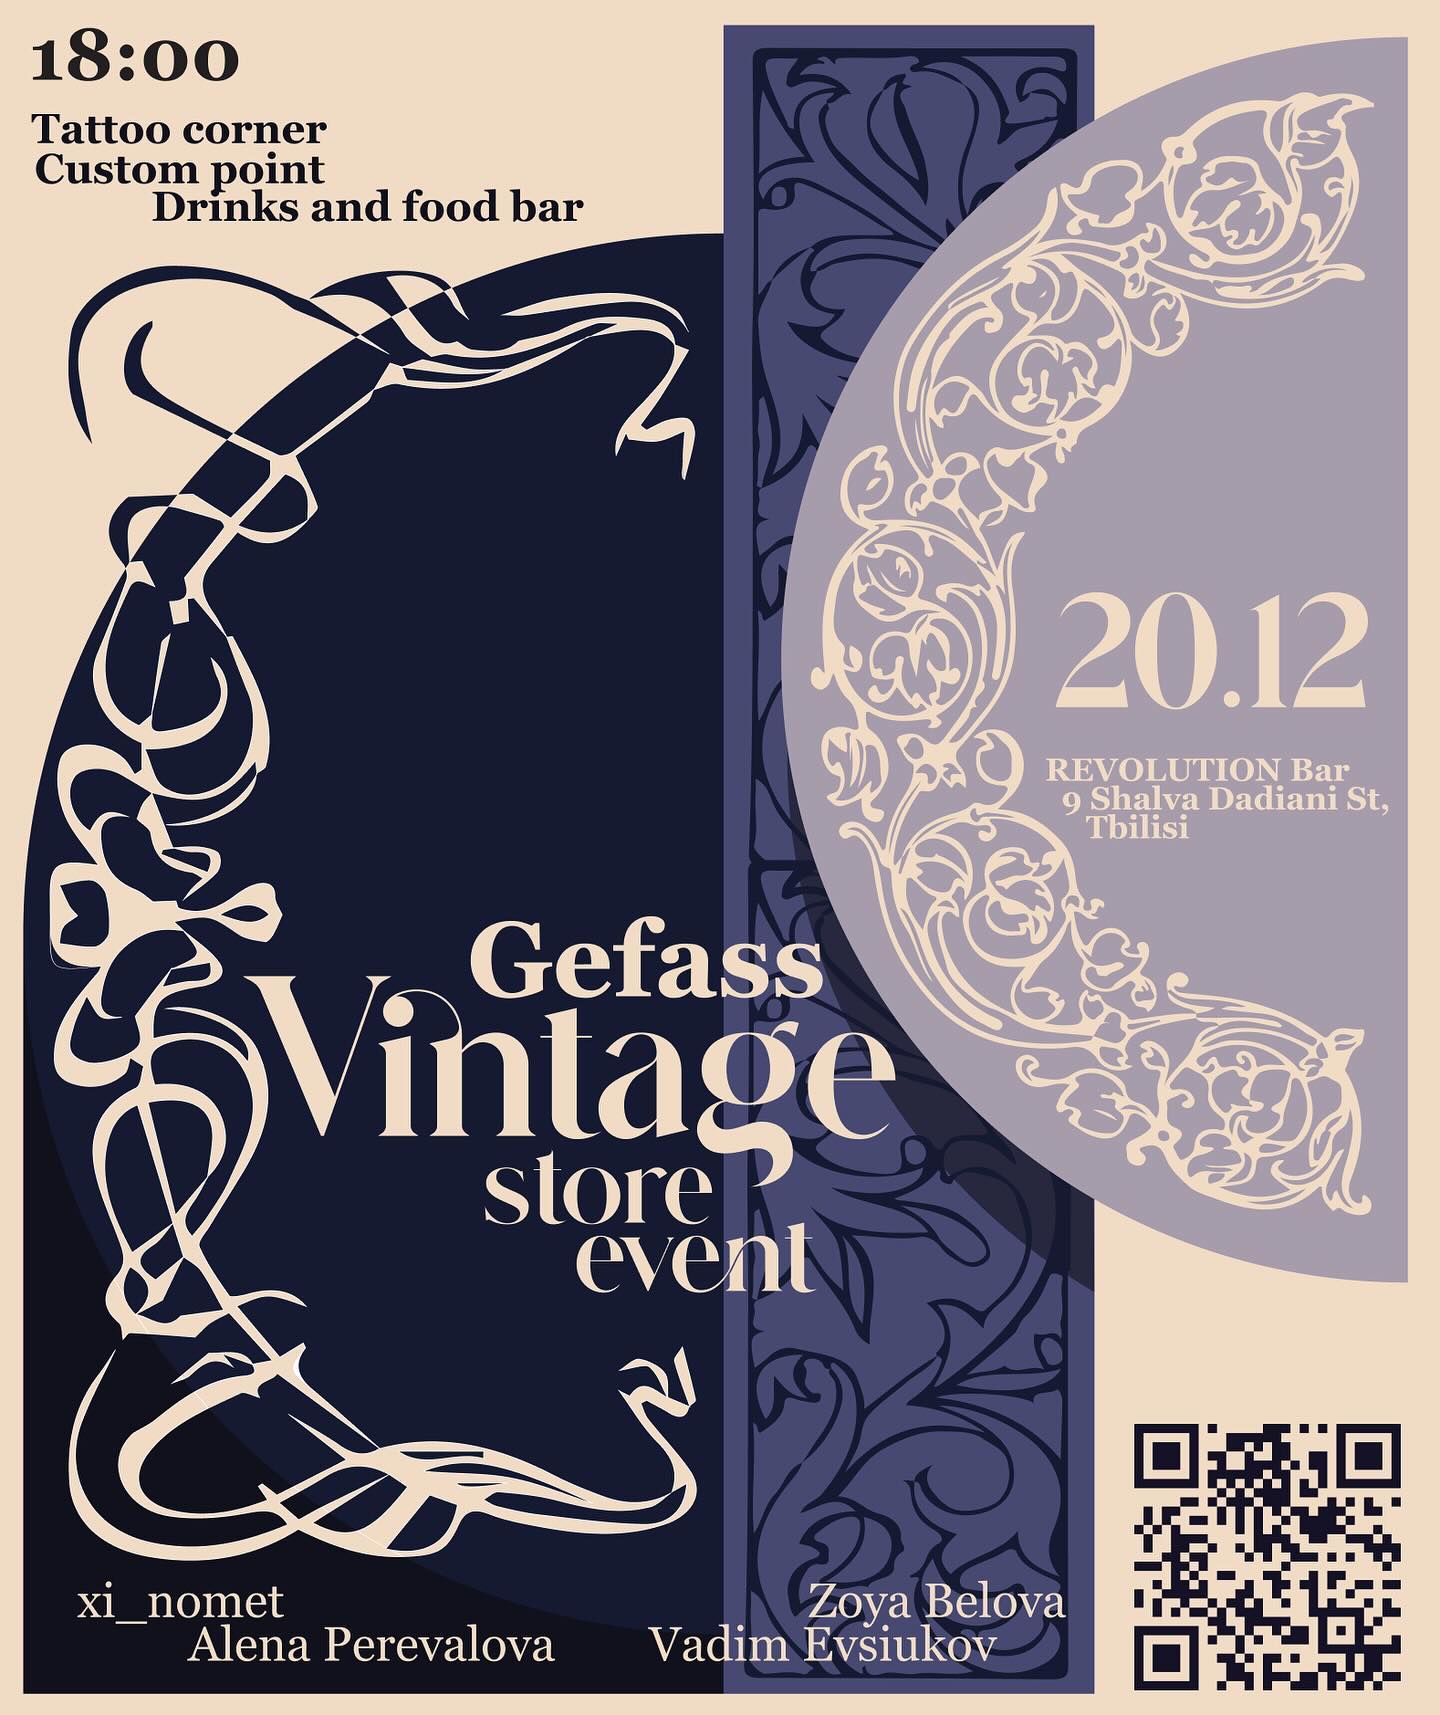 18:00
Tattoo corner
Custom point
Drinks and food bar
20.12
REVOLUTION Bar
9 Shalva Dadiani St,
Tbilisi
Gefass
Vintage
store
event
xi_nomet
Zoya Belova
Alena Perevalova
Vadim Evsiukov